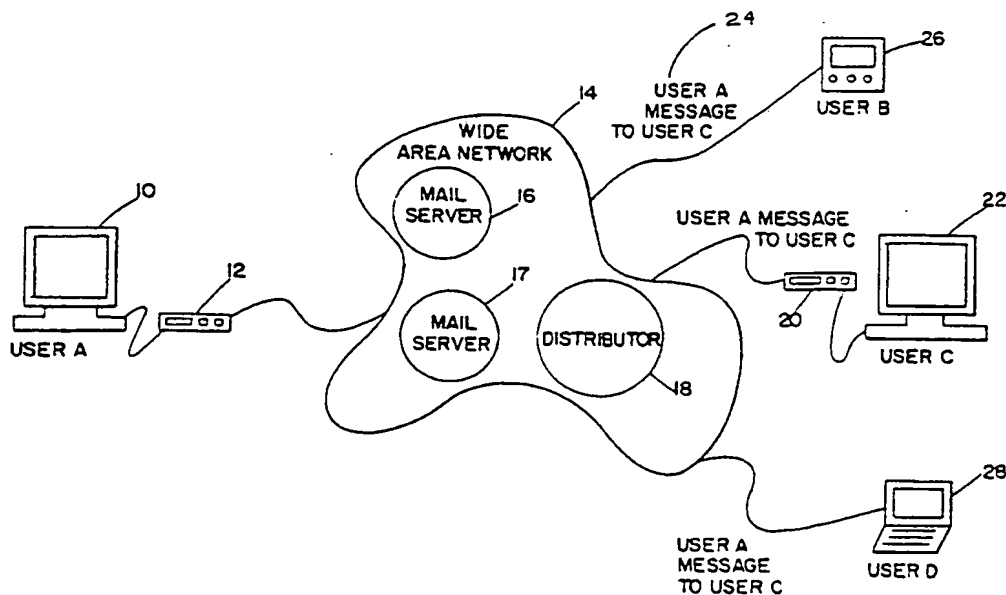 24
26
USER A
MESSAGE
TO USER C
USER B
14
WIDE
AREA NETWORK
10
MAIL
SERVER
16
USER A MESSAGE
TO USER C
22
12
17
MAIL
SERVER
DISTRIBUTOR
20
USER A
USER C
18
28
USER A
MESSAGE
TO USER C
USER D